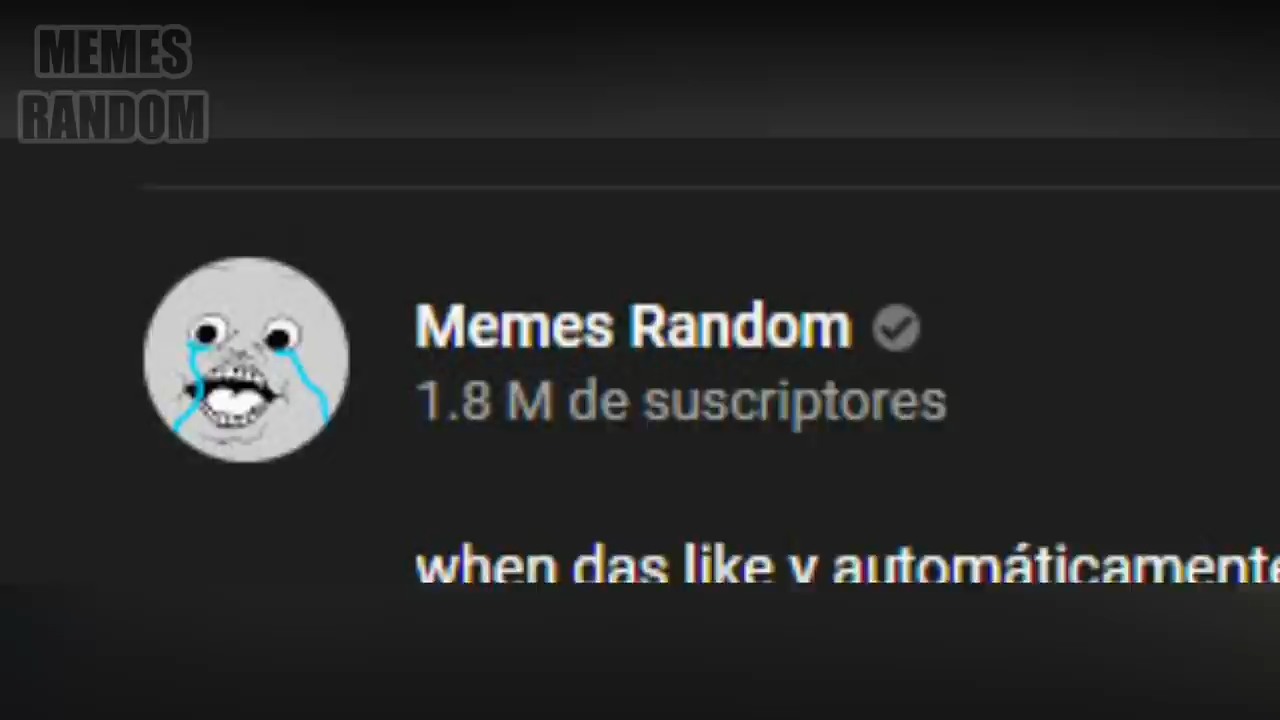 MEMES
RANDOM
Memes Random
1.8 M de suscriptores
when das like y automáticamente